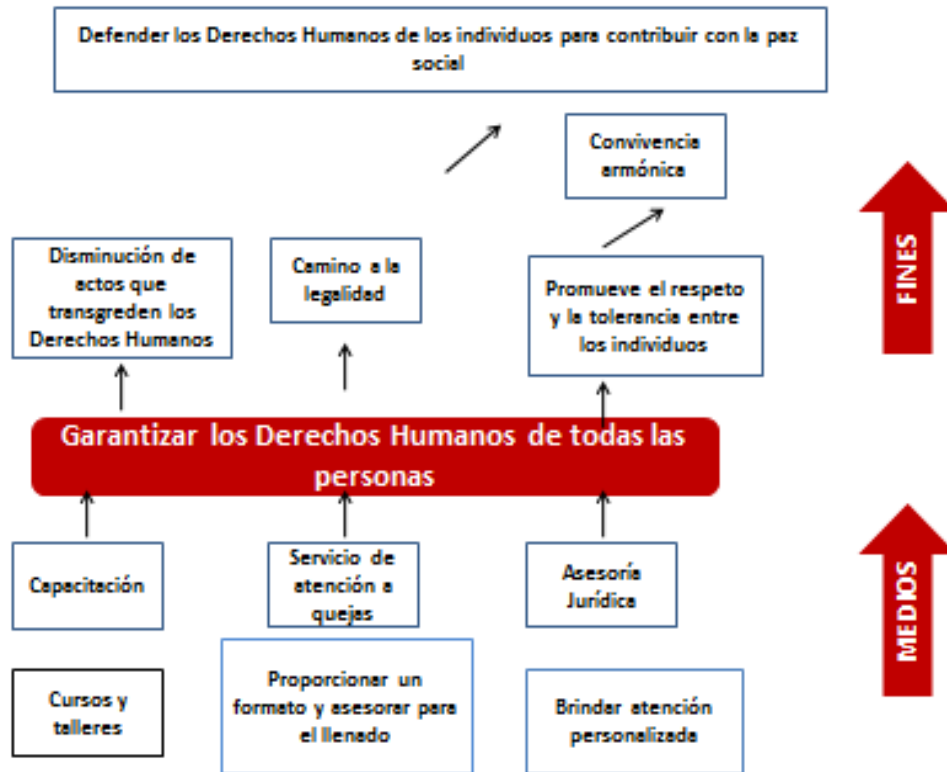 Defender los Derechos Humanos de los individuos para contribuir con la paz
social
Convivencia
armónica
Disminución de
actos que
transgreden los
Derechos Humanos
Camino a la
legalidad
Promueve el respeto
y la tolerancia entre
los individuos
FINES
Garantizar los Derechos Humanos de todas las
personas
Capacitación
Servicio de
atención a
quejas
Asesoría
Jurídica
MEDIOS
Cursos y
talleres
Proporcionar un
formato y asesorar para
el llenado
Brindar atención
personalizada